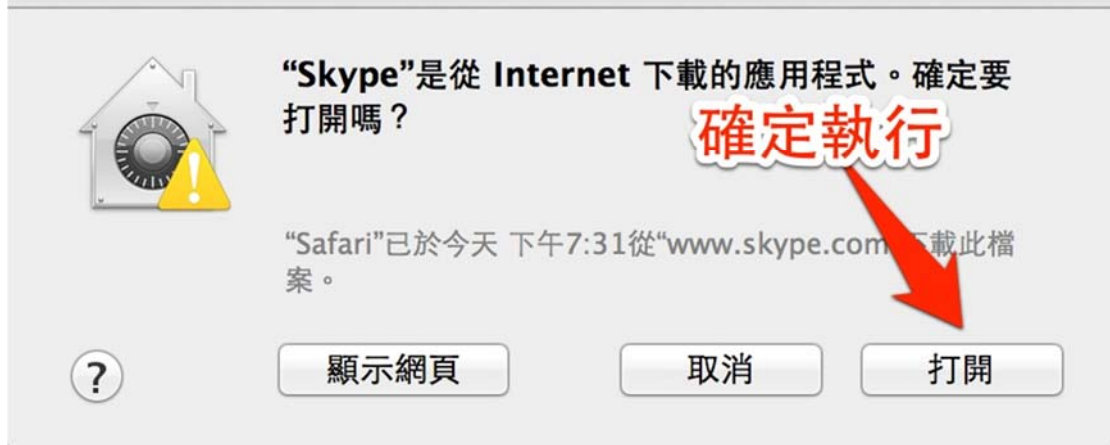 “Skype”是從 Internet 下載的應用程式。確定要
打開嗎？
確定執行
“Safari”已於今天 下午7:31從“www.skype.com 下載此檔
案。
?
顯示網頁
取消
打開